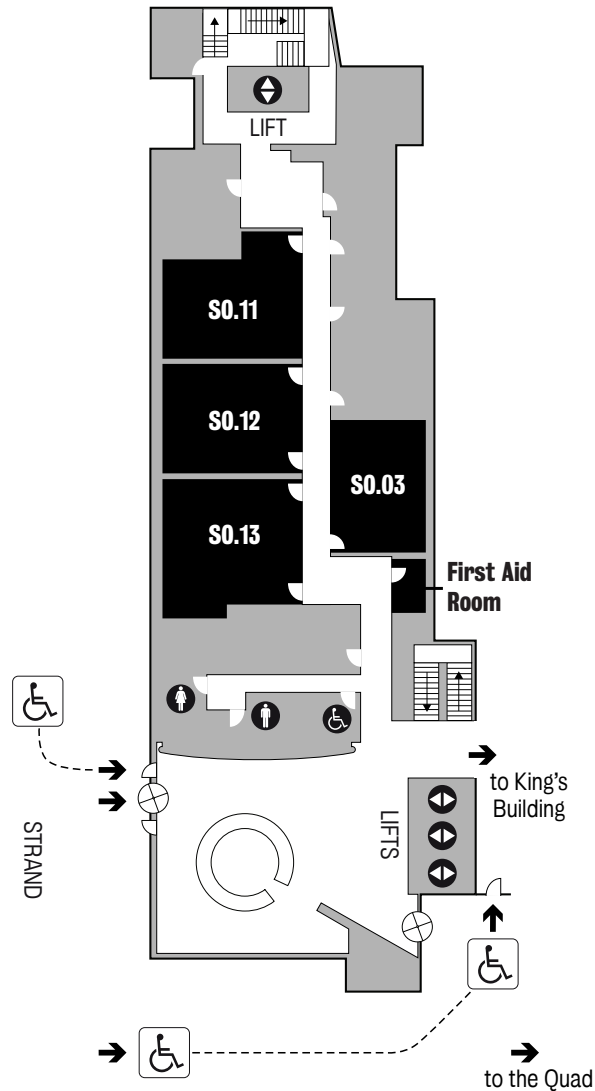 LIFT
S0.11
S0.12
S0.03
S0.13
First Aid
Room
to King's
Building
LIFTS
STRAND
to the Quad